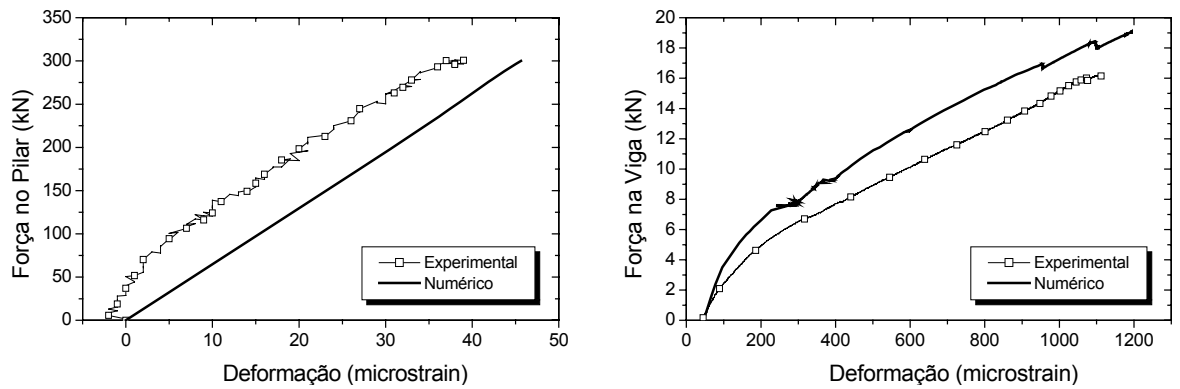 350
300
250
200
150
100
50
0
Força no Pilar (kN)
0 10 20 30 40 50
Deformação (microstrain)
Experimental
Numérico
20
18
16
14
12
10
8
6
4
2
0
Força na Viga (kN)
0 200 400 600 800 1000 1200
Deformação (microstrain)
Experimental
Numérico